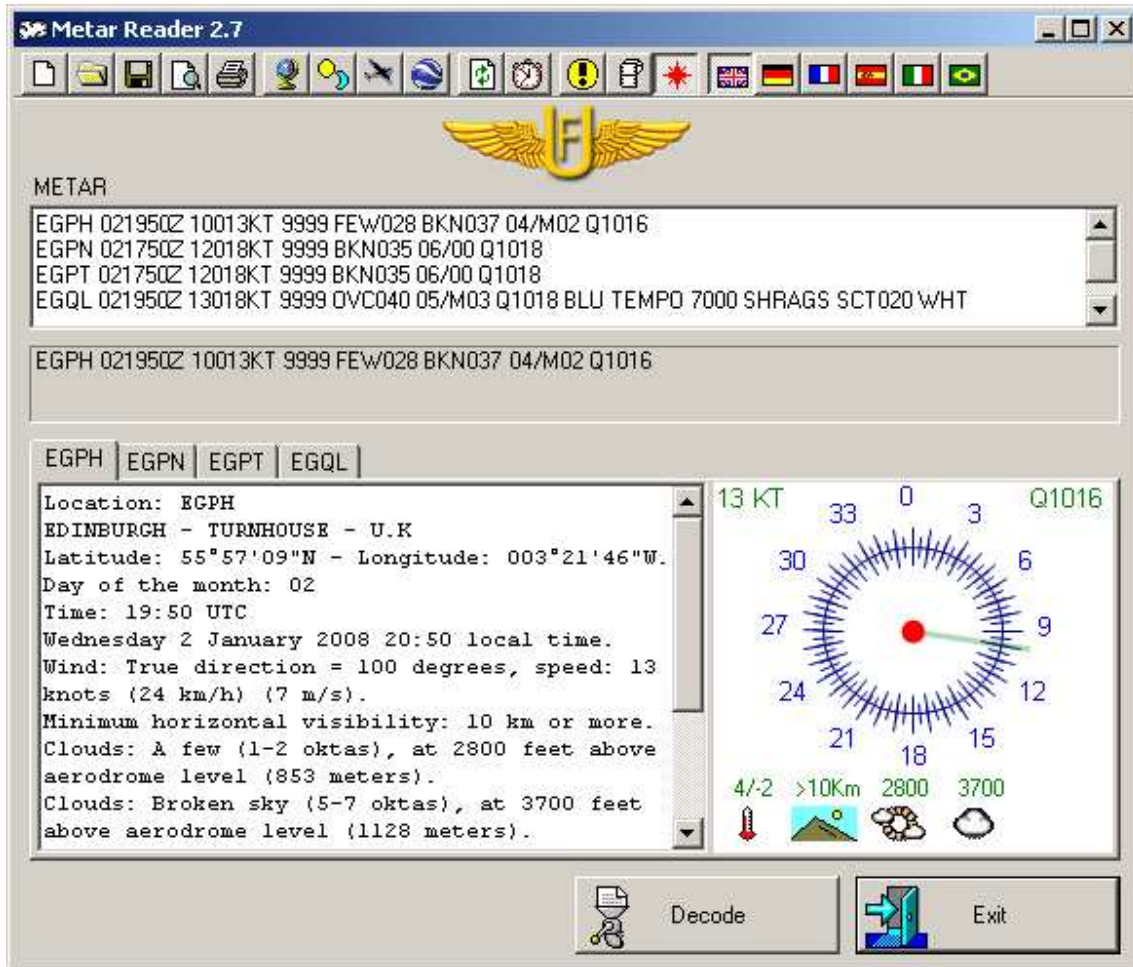 Metar Reader 2.7
UF
METAR
EGPH 021950Z 10013KT 9999 FEW028 BKN037 04/M02 Q1016
EGPN 021750Z 12018KT 9999 BKN035 06/00 Q1018
EGPT 021750Z 12018KT 9999 BKN035 06/00 Q1018
EGQL 021950Z 13018KT 9999 OVC040 05/M03 Q1018 BLU TEMPO 7000 SHRAGS SCT020 WHT
EGPH 021950Z 10013KT 9999 FEW028 BKN037 04/M02 Q1016
EGPH EGPN EGPT EGQL
Location: EGPH
EDINBURGH - TURNHOUSE - U.K
Latitude: 55°57'09"N - Longitude: 003°21'46"W.
Day of the month: 02
Time: 19:50 UTC
Wednesday 2 January 2008 20:50 local time.
Wind: True direction = 100 degrees, speed: 13
knots (24 km/h) (7 m/s).
Minimum horizontal visibility: 10 km or more.
Clouds: A few (1-2 oktas), at 2800 feet above
aerodrome level (853 meters).
Clouds: Broken sky (5-7 oktas), at 3700 feet
above aerodrome level (1128 meters).
13 KT 0 Q1016
33 3
30 6
27 9
24 12
21 15
18
4/-2 >10Km 2800 3700
Decode Exit